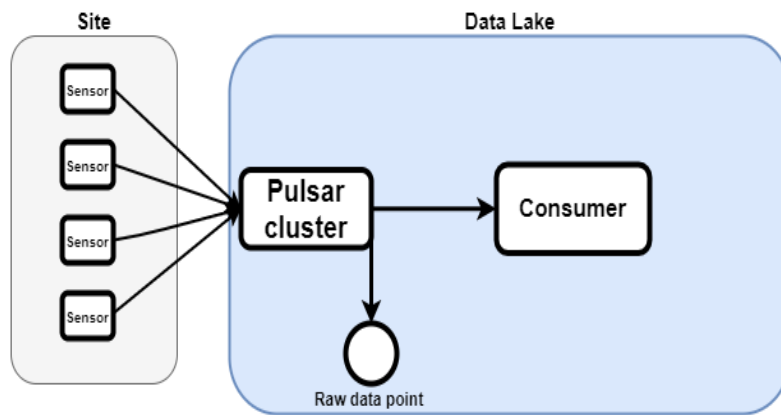 Site
Data Lake
Sensor
Sensor
Sensor
Sensor
Pulsar
cluster
Consumer
Raw data point